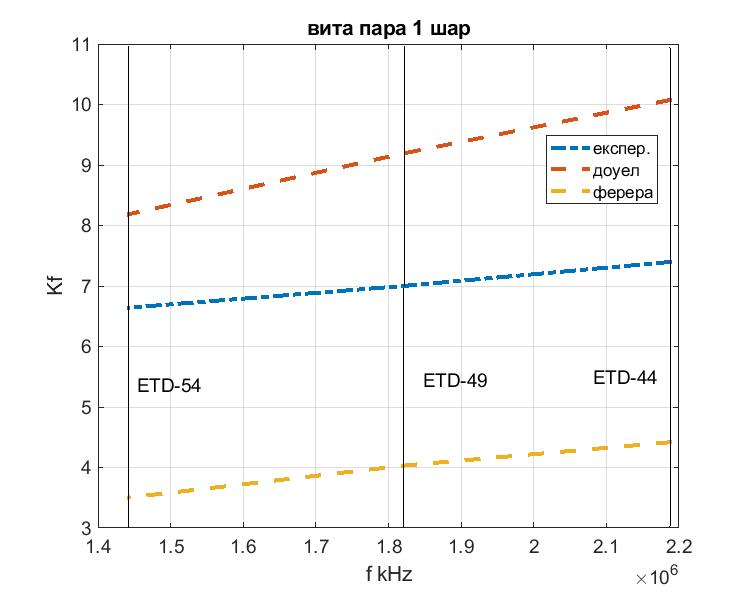 вита пара 1 шар
11
10
9
8
7
6
5
4
3
Kf
експер.
доуел
ферера
ETD-54
ETD-49
ETD-44
1.4 1.5 1.6 1.7 1.8 1.9 2 2.1 2.2
f kHz
×10⁶